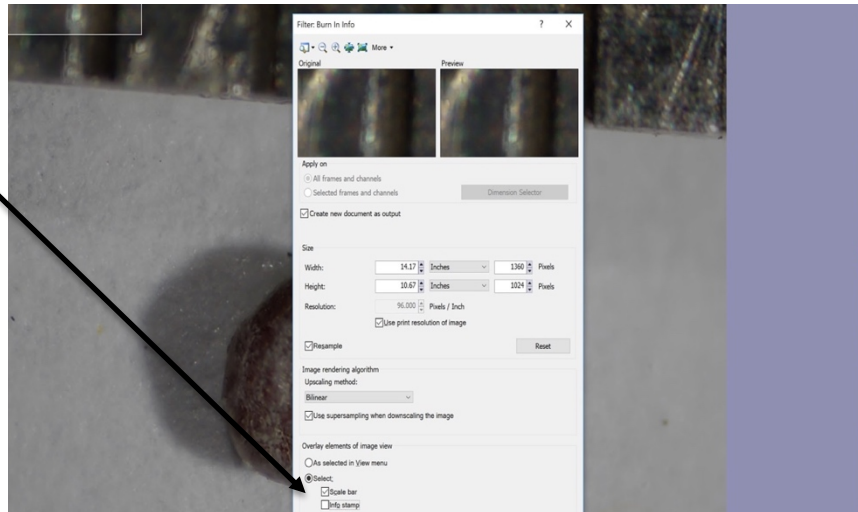 Filter: Burn In Info ? X
More
Original Preview
Apply on
All frames and channels
Selected frames and channels Dimension Selector
Create new document as output
Size
Width: 14.17 Inches 1360 Pixels
Height: 10.67 Inches 1024 Pixels
Resolution: 96.000 Pixels / Inch
Use print resolution of image
Resample Reset
Image rendering algorithm
Upscaling method:
Bilinear
Use supersampling when downscaling the image
Overlay elements of image view
As selected in View menu
Select:
Scale bar
Info stamp